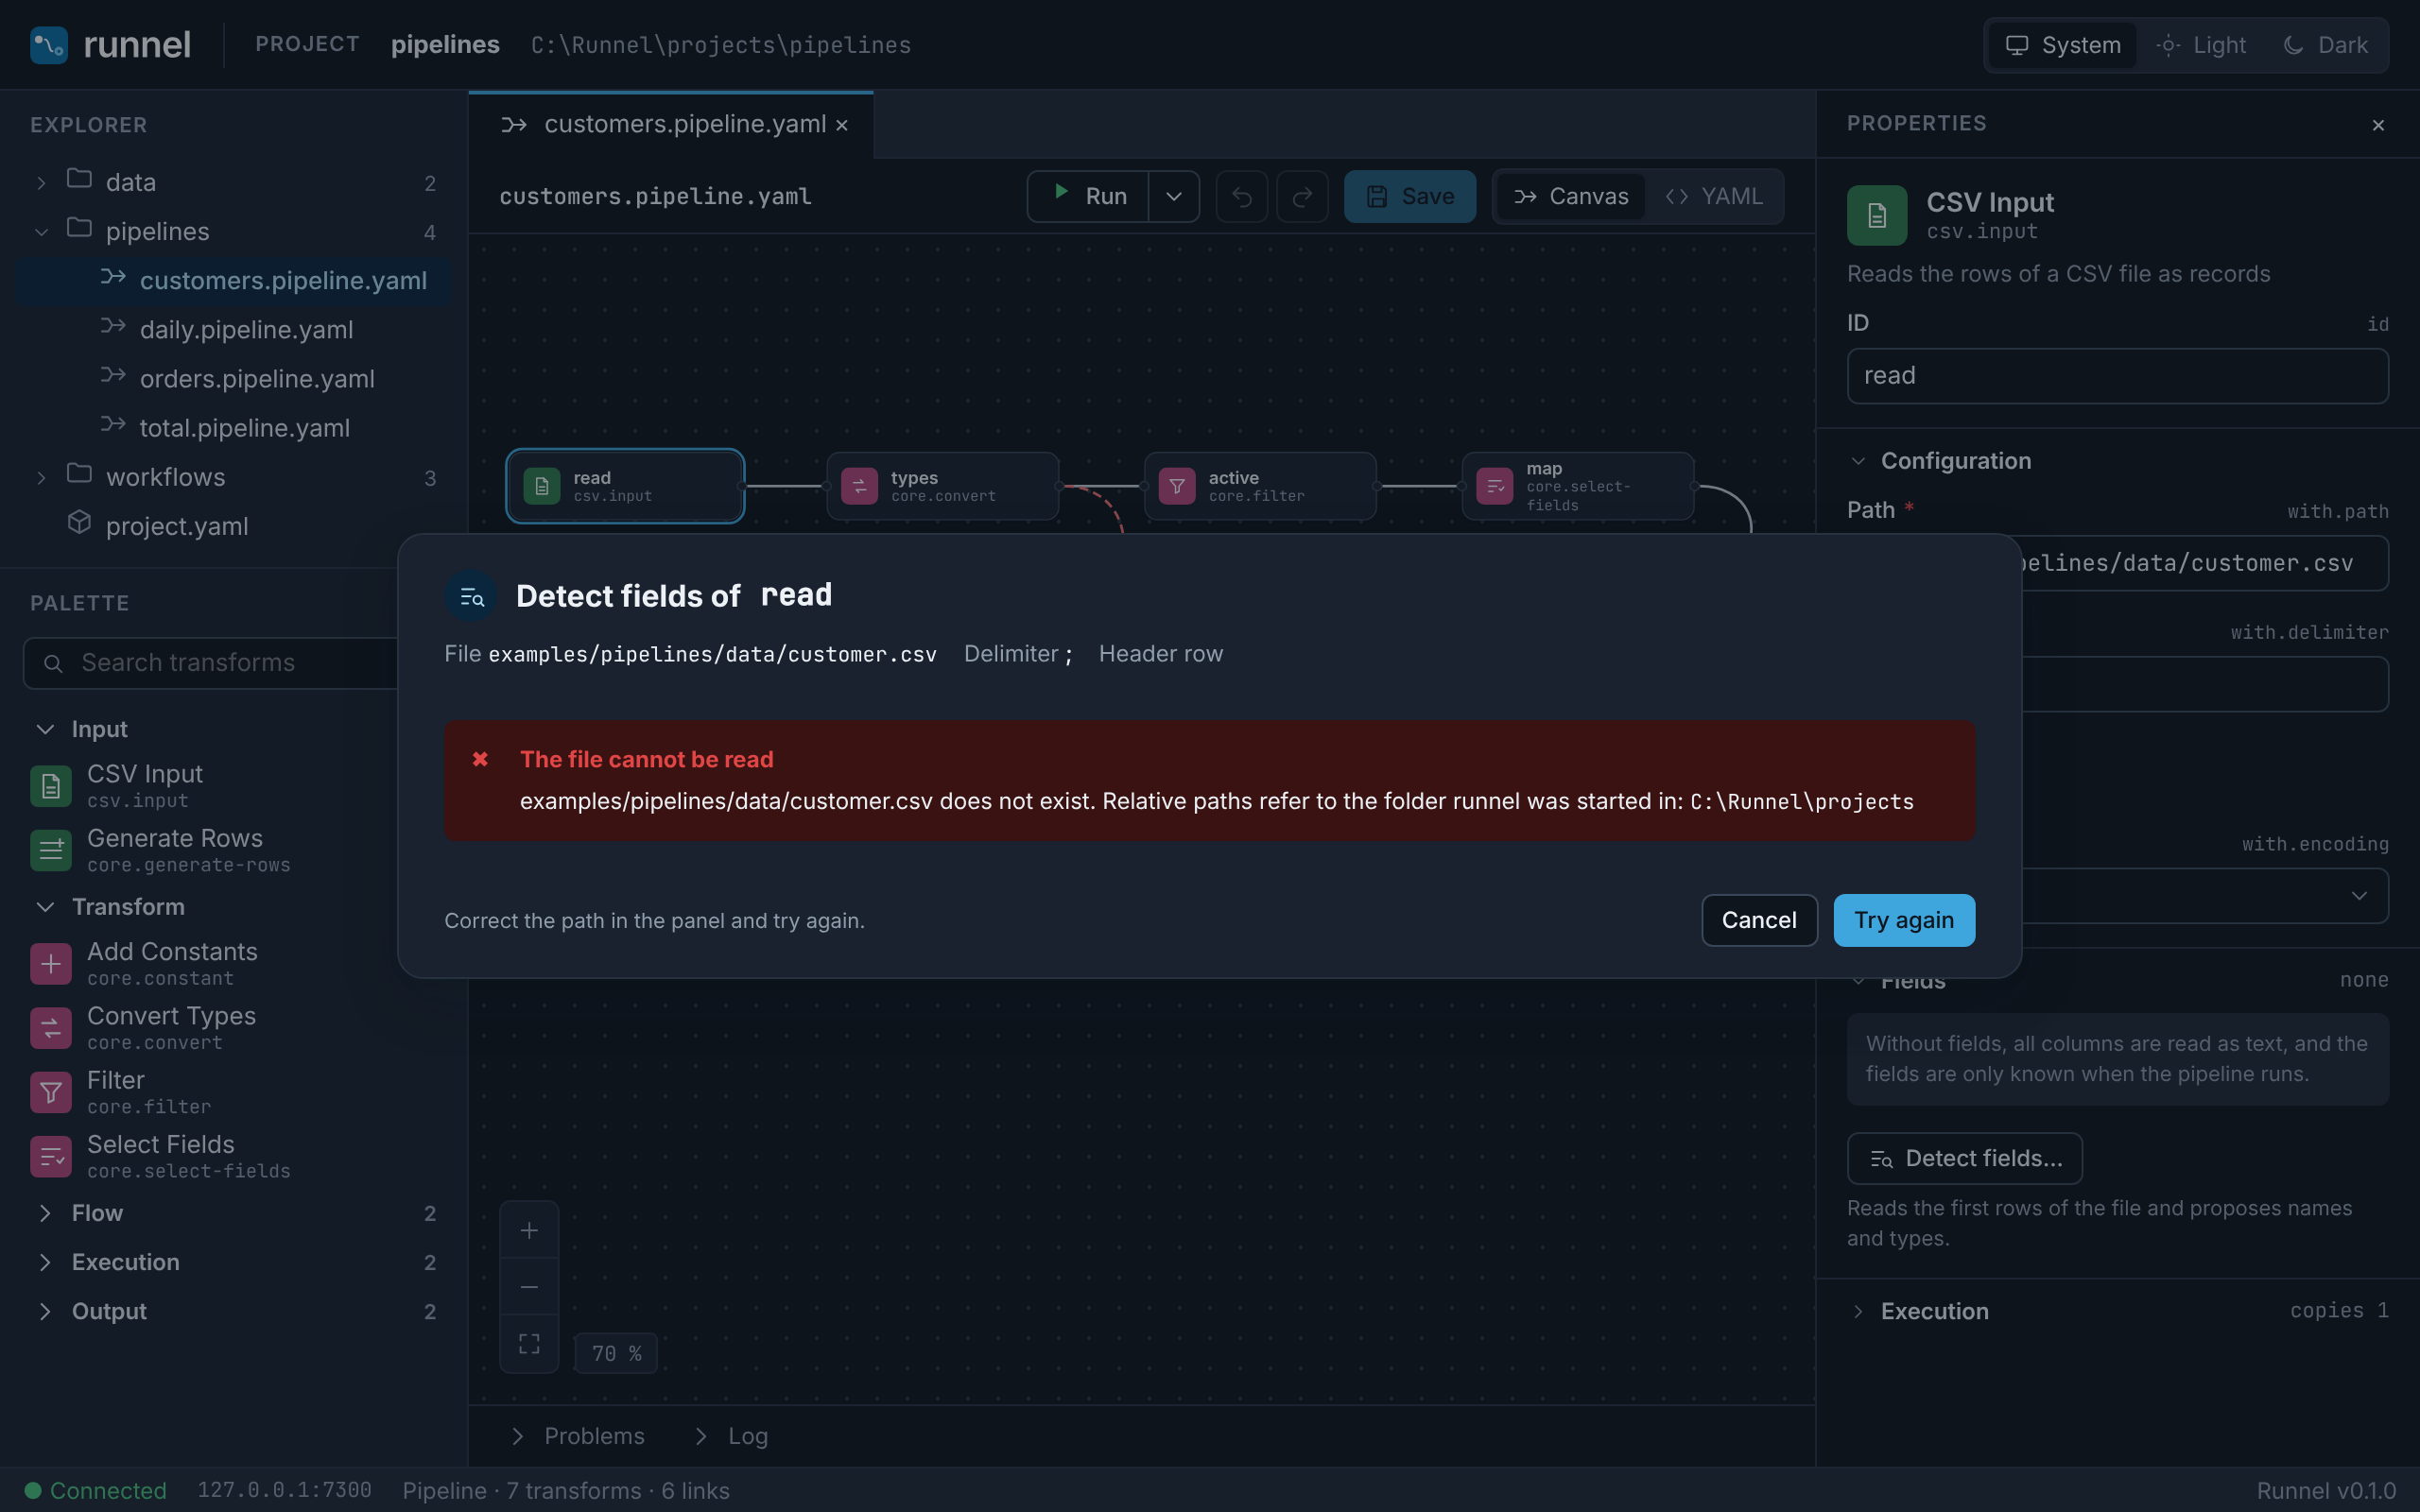 runnel
PROJECT pipelines C:\Runnel\projects\pipelines
System Light Dark
EXPLORER
data 2
pipelines 4
customers.pipeline.yaml
daily.pipeline.yaml
orders.pipeline.yaml
total.pipeline.yaml
workflows 3
project.yaml
PALETTE
Search transforms
Input
CSV Input
csv.input
Generate Rows
core.generate-rows
Transform
Add Constants
core.constant
Convert Types
core.convert
Filter
core.filter
Select Fields
core.select-fields
Flow 2
Execution 2
Output 2
customers.pipeline.yaml ×
customers.pipeline.yaml
Run
Save
Canvas
YAML
read
csv.input
types
core.convert
active
core.filter
map
core.select-
fields
Detect fields of read
File examples/pipelines/data/customer.csv Delimiter ; Header row
The file cannot be read
examples/pipelines/data/customer.csv does not exist. Relative paths refer to the folder runnel was started in: C:\Runnel\projects
Correct the path in the panel and try again.
Cancel
Try again
70 %
Problems
Log
PROPERTIES ×
CSV Input
csv.input
Reads the rows of a CSV file as records
ID id
read
Configuration
Path * with.path
pelines/data/customer.csv
with.delimiter
with.encoding
Fields none
Without fields, all columns are read as text, and the
fields are only known when the pipeline runs.
Detect fields...
Reads the first rows of the file and proposes names
and types.
Execution copies 1
Connected 127.0.0.1:7300 Pipeline · 7 transforms · 6 links
Runnel v0.1.0